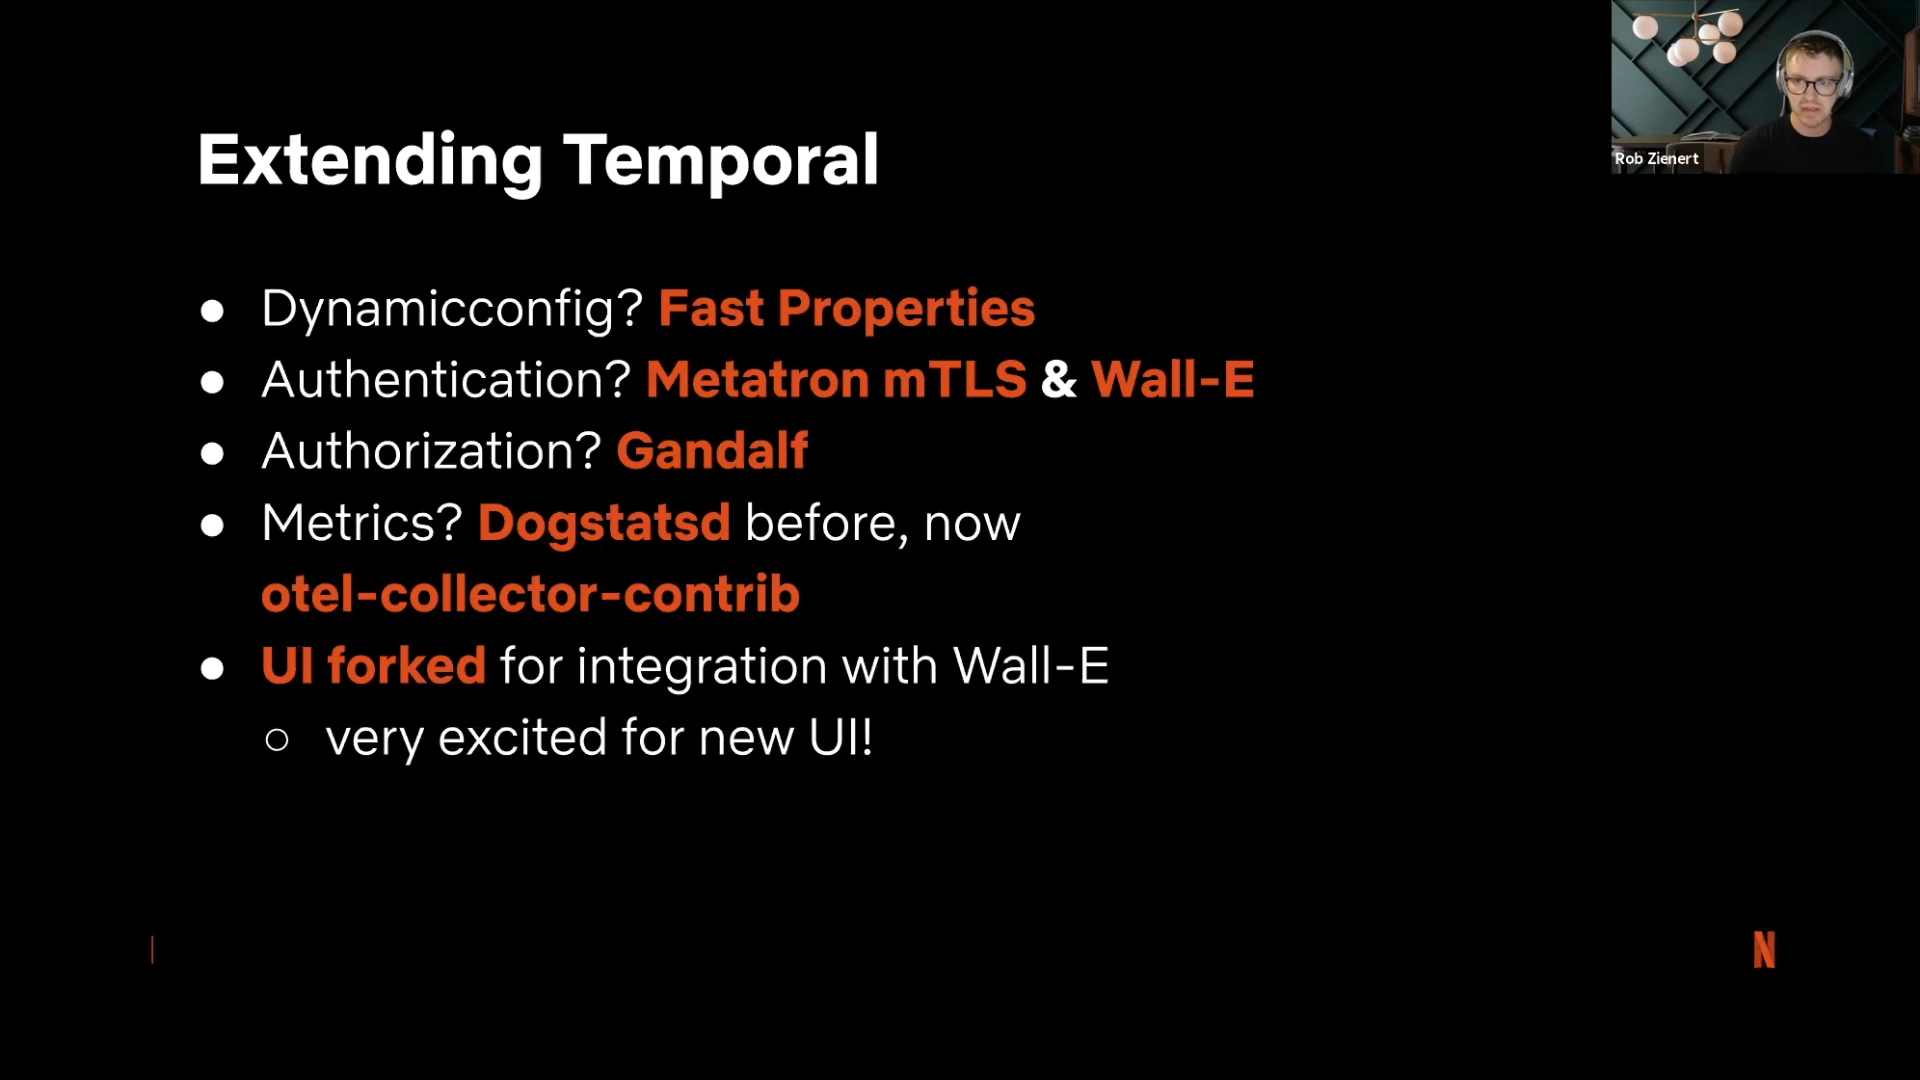 Rob Zienert
Extending Temporal
● Dynamicconfig? Fast Properties
● Authentication? Metatron mTLS & Wall-E
● Authorization? Gandalf
● Metrics? Dogstatsd before, now
otel-collector-contrib
● UI forked for integration with Wall-E
○ very excited for new UI!
N